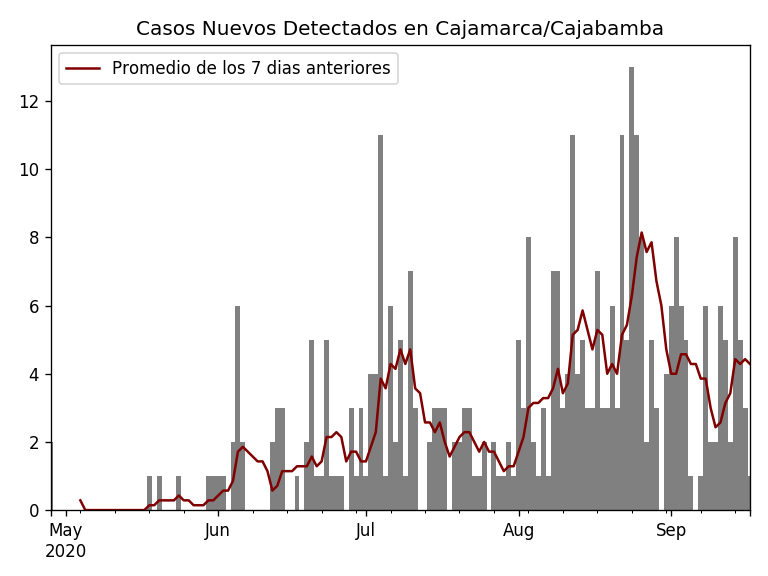 Casos Nuevos Detectados en Cajamarca/Cajabamba
Promedio de los 7 dias anteriores
12
10
8
6
4
2
0
May Jun Jul Aug Sep
2020